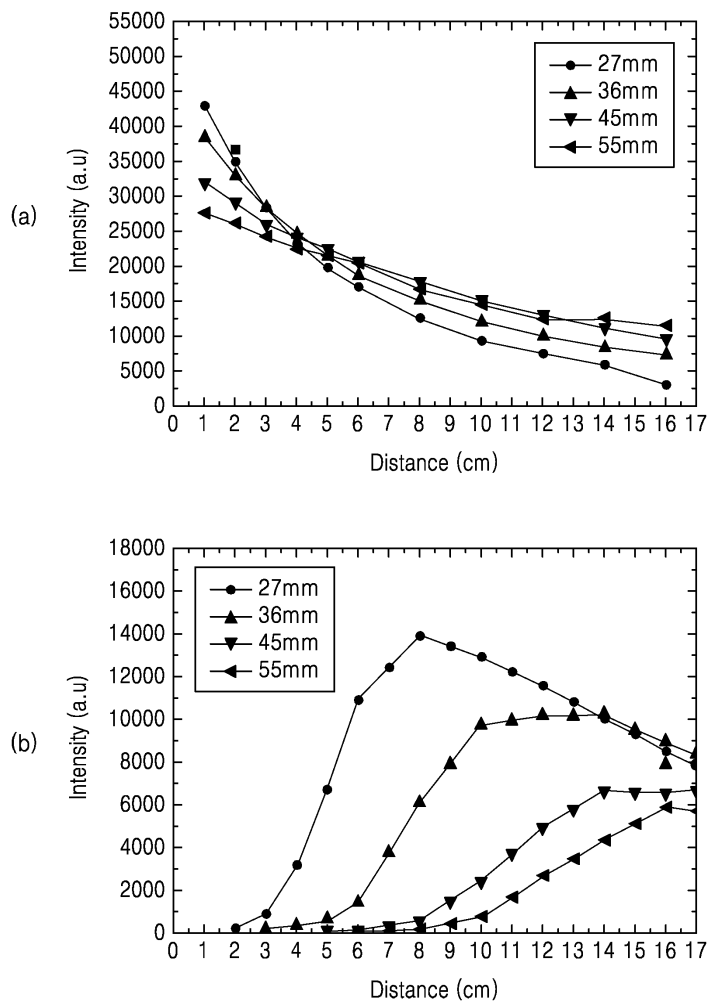 (a)
Intensity (a.u)
55000
50000
45000
40000
35000
30000
25000
20000
15000
10000
5000
0
27mm
36mm
45mm
55mm
0 1 2 3 4 5 6 7 8 9 10 11 12 13 14 15 16 17
Distance (cm)
(b)
Intensity (a.u)
18000
16000
14000
12000
10000
8000
6000
4000
2000
0
27mm
36mm
45mm
55mm
0 1 2 3 4 5 6 7 8 9 10 11 12 13 14 15 16 17
Distance (cm)